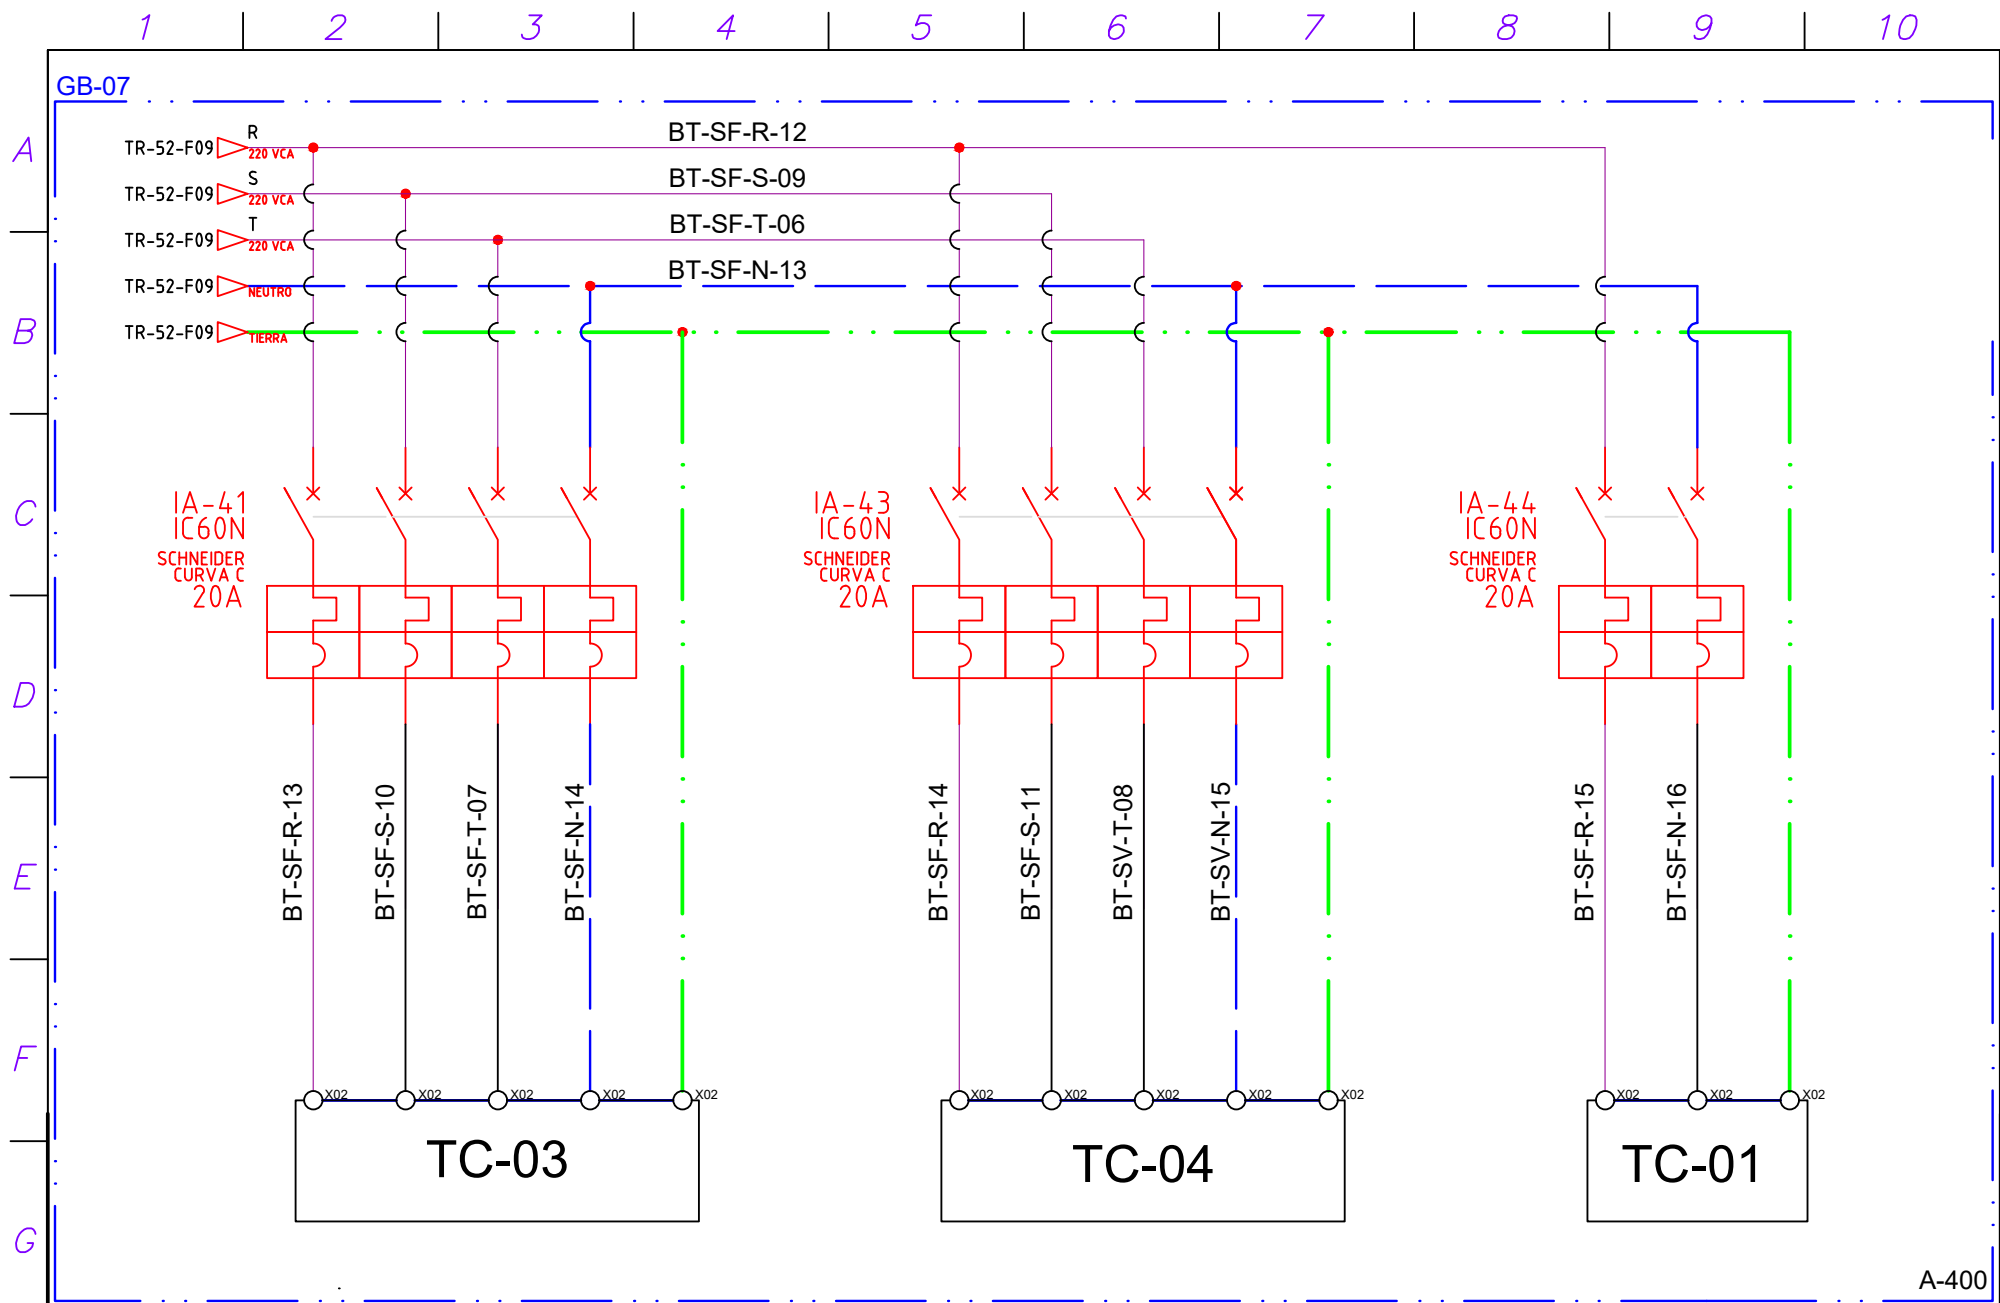 1 2 3 4 5 6 7 8 9 10
GB-07
A
TR-52-F09 R 220 VCA BT-SF-R-12
TR-52-F09 S 220 VCA BT-SF-S-09
TR-52-F09 T 220 VCA BT-SF-T-06
TR-52-F09 NEUTRO BT-SF-N-13
B
TR-52-F09 TIERRA
C
IA-41
IC60N
SCHNEIDER
CURVA C
20A
IA-43
IC60N
SCHNEIDER
CURVA C
20A
IA-44
IC60N
SCHNEIDER
CURVA C
20A
D
E
BT-SF-R-13
BT-SF-S-10
BT-SF-T-07
BT-SF-N-14
BT-SF-R-14
BT-SF-S-11
BT-SV-T-08
BT-SV-N-15
BT-SF-R-15
BT-SF-N-16
F
X02 X02 X02 X02 X02 X02 X02 X02 X02 X02 X02 X02 X02
TC-03 TC-04 TC-01
G
A-400